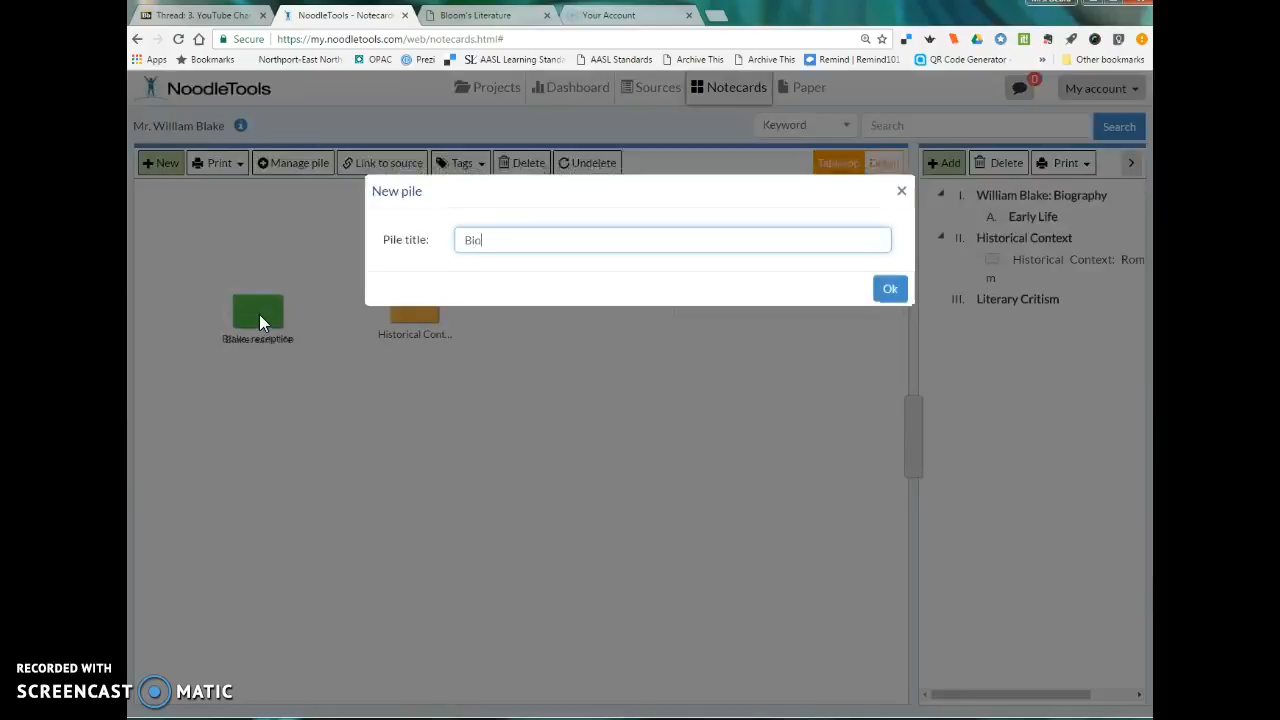 Thread: 3. YouTube Cha
NoodleTools - Notecard
Bloom's Literature
Your Account
Secure
https://my.noodletools.com/web/notecards.html#
Apps
Bookmarks
Northport-East North
OPAC
Prezi
AASL Learning Stand
AASL Standards
Archive This
Archive This
Remind | Remind101
QR Code Generator
»
Other bookmarks
NoodleTools
Projects
Dashboard
Sources
Notecards
Paper
0
My account
Mr. William Blake
Keyword
Search
Search
New
Print
Manage pile
Link to source
Tags
Delete
Undelete
Tabletop
Detail
Add
Delete
Print
New pile
Pile title:
Bio
Ok
Historical Cont...
I. William Blake: Biography
A. Early Life
II. Historical Context
Historical Context: Rom
m
III. Literary Critism
RECORDED WITH
SCREENCAST MATIC